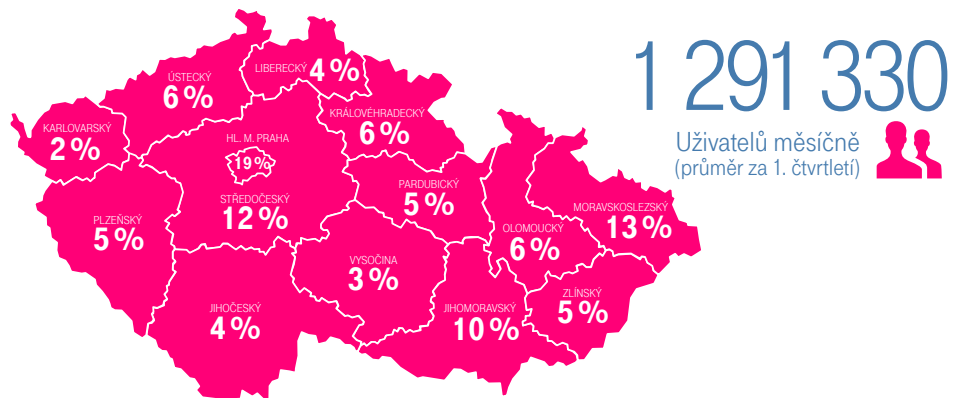 1 291 330
Uživatelů měsíčně
(průměr za 1. čtvrtletí)
LIBERECKÝ 4 %
ÚSTECKÝ
6 %
KRÁLOVÉHRADECKÝ
6 %
KARLOVARSKÝ
2 %
HL. M. PRAHA
19 %
PARDUBICKÝ
5 %
STŘEDOČESKÝ
12 %
MORAVSKOSLEZSKÝ
13 %
PLZEŇSKÝ
5 %
OLOMOUCKÝ
6 %
VYSOČINA
3 %
ZLÍNSKÝ
5 %
JIHOČESKÝ
4 %
JIHOMORAVSKÝ
10 %